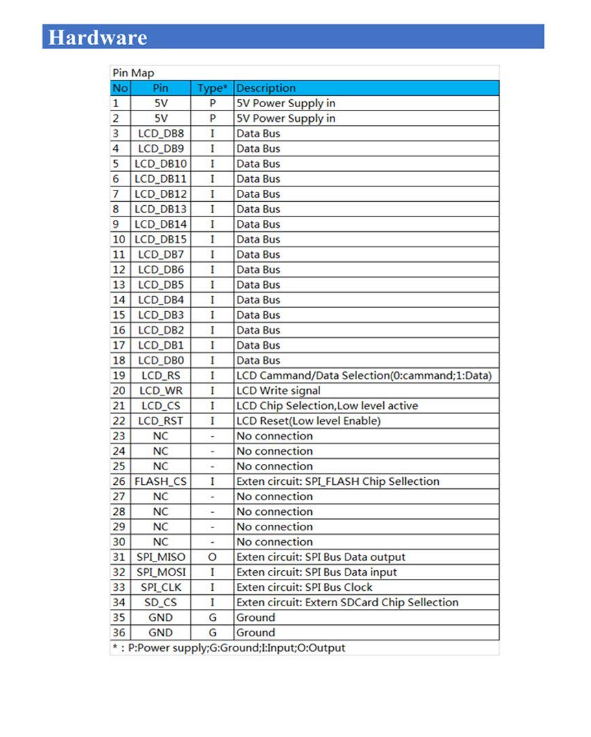 Hardware
Pin Map
No Pin Type* Description
1 5V P 5V Power Supply in
2 5V P 5V Power Supply in
3 LCD_DB8 I Data Bus
4 LCD_DB9 I Data Bus
5 LCD_DB10 I Data Bus
6 LCD_DB11 I Data Bus
7 LCD_DB12 I Data Bus
8 LCD_DB13 I Data Bus
9 LCD_DB14 I Data Bus
10 LCD_DB15 I Data Bus
11 LCD_DB7 I Data Bus
12 LCD_DB6 I Data Bus
13 LCD_DB5 I Data Bus
14 LCD_DB4 I Data Bus
15 LCD_DB3 I Data Bus
16 LCD_DB2 I Data Bus
17 LCD_DB1 I Data Bus
18 LCD_DB0 I Data Bus
19 LCD_RS I LCD Cammand/Data Selection(0:cammand;1:Data)
20 LCD_WR I LCD Write signal
21 LCD_CS I LCD Chip Selection,Low level active
22 LCD_RST I LCD Reset(Low level Enable)
23 NC - No connection
24 NC - No connection
25 NC - No connection
26 FLASH_CS I Exten circuit: SPI_FLASH Chip Sellection
27 NC - No connection
28 NC - No connection
29 NC - No connection
30 NC - No connection
31 SPI_MISO O Exten circuit: SPI Bus Data output
32 SPI_MOSI I Exten circuit: SPI Bus Data input
33 SPI_CLK I Exten circuit: SPI Bus Clock
34 SD_CS I Exten circuit: Extern SDCard Chip Sellection
35 GND G Ground
36 GND G Ground
* : P:Power supply;G:Ground;I:Input;O:Output